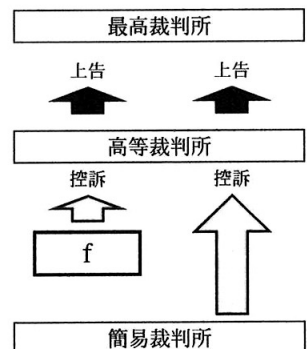 最高裁判所
上告 上告
高等裁判所
控訴 控訴
f
簡易裁判所